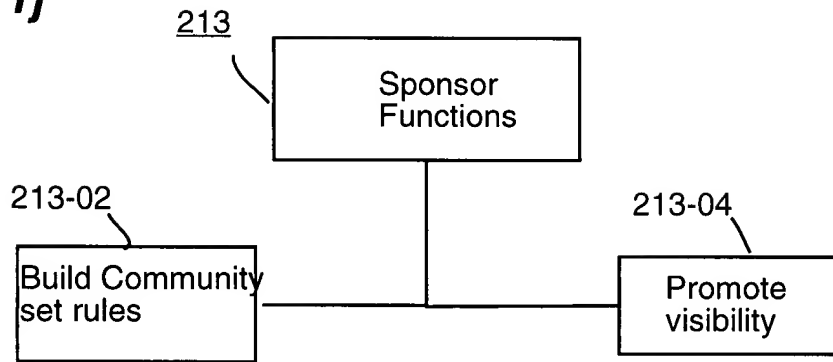 213
Sponsor
Functions
213-02
213-04
Build Community
set rules
Promote
visibility